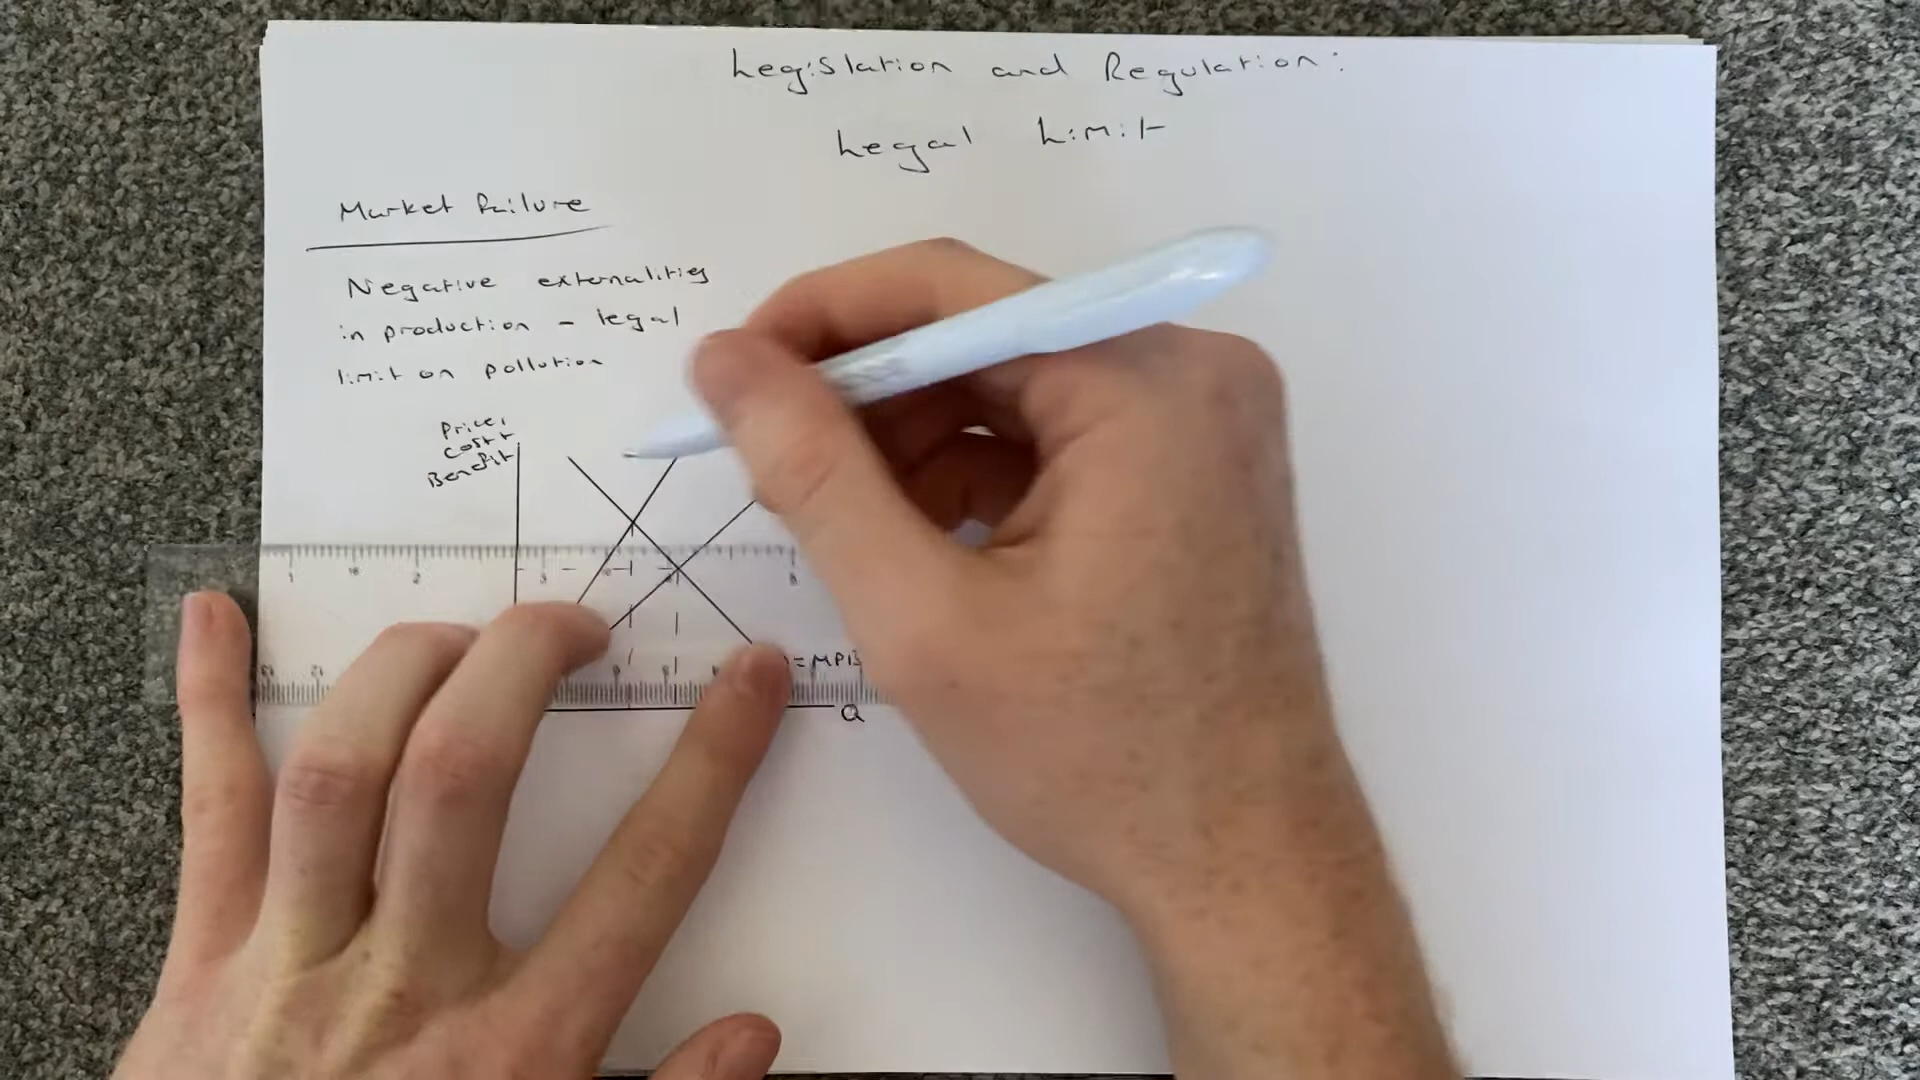 Legislation and Regulation:
Legal Limit
Market Failure
Negative externalities
in production - legal
limit on pollution
Price,
Cost +
Benefit
= MPB
Q